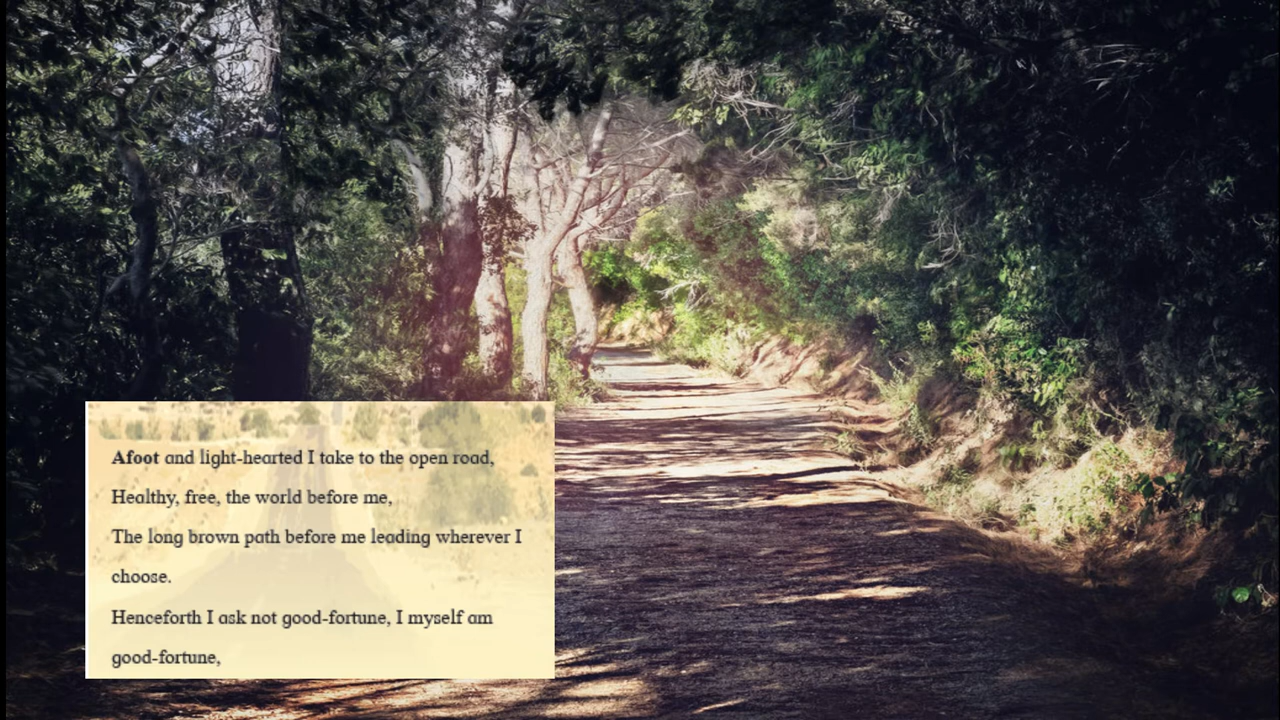 Afoot and light-hearted I take to the open road,
Healthy, free, the world before me,
The long brown path before me leading wherever I
choose.
Henceforth I ask not good-fortune, I myself am
good-fortune,